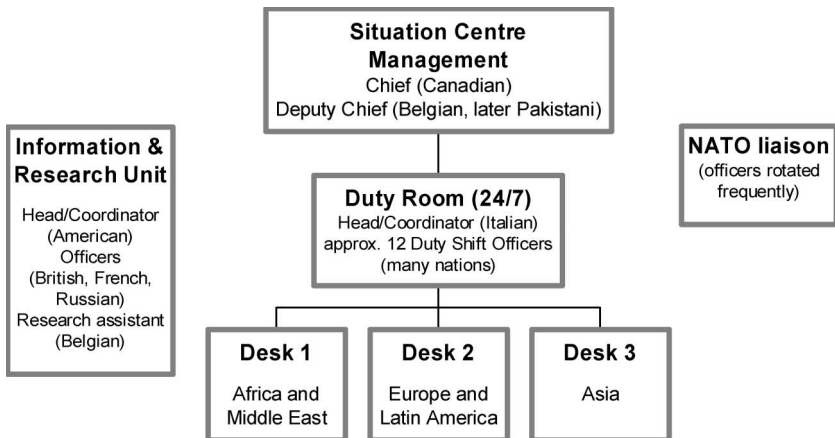 Situation Centre
Management
Chief (Canadian)
Deputy Chief (Belgian, later Pakistani)
Information &
Research Unit
Head/Coordinator
(American)
Officers
(British, French,
Russian)
Research assistant
(Belgian)
NATO liaison
(officers rotated
frequently)
Duty Room (24/7)
Head/Coordinator (Italian)
approx. 12 Duty Shift Officers
(many nations)
Desk 1
Africa and
Middle East
Desk 2
Europe and
Latin America
Desk 3
Asia